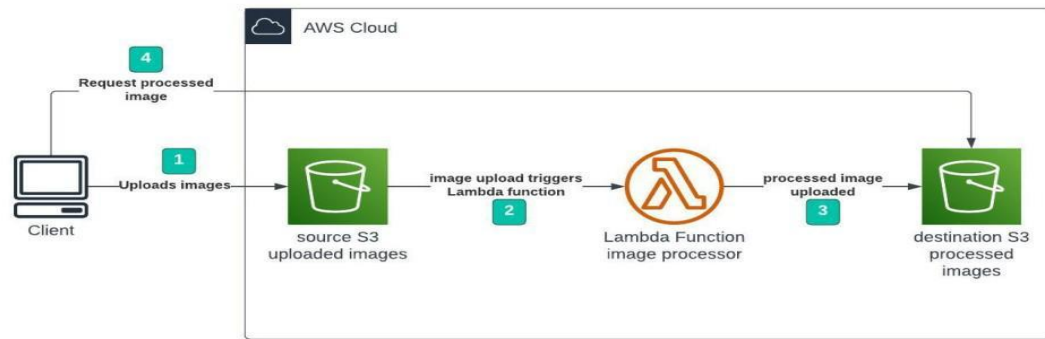 AWS Cloud
4
Request processed
image
1
Uploads images
Client
source S3
uploaded images
image upload triggers
Lambda function
2
Lambda Function
image processor
processed image
uploaded
3
destination S3
processed
images